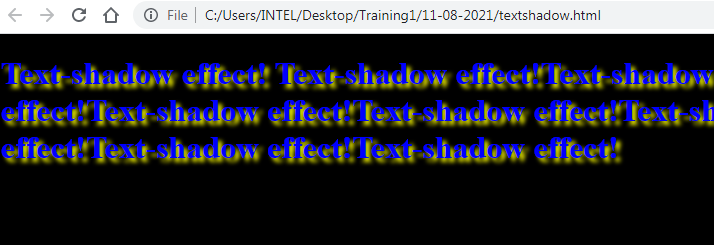 File | C:/Users/INTEL/Desktop/Training1/11-08-2021/textshadow.html
Text-shadow effect! Text-shadow effect!Text-shadow
effect!Text-shadow effect!Text-shadow effect!Text-sh
effect!Text-shadow effect!Text-shadow effect!